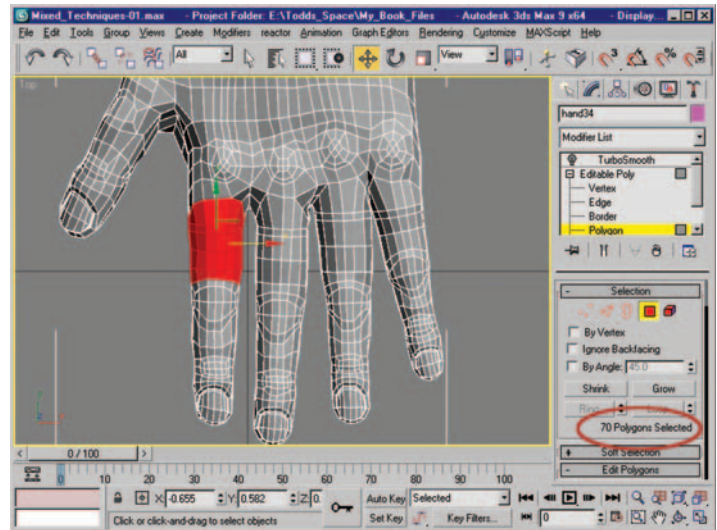 Mixed_Techniques-01.max - Project Folder: E:\Todds_Space\My_Book_Files - Autodesk 3ds Max 9 x64 - Display...
File Edit Tools Group Views Create Modifiers reactor Animation Graph Editors Rendering Customize MAXScript Help
All View
Top
hand34
Modifier List
TurboSmooth
Editable Poly
Vertex
Edge
Border
Polygon
Selection
By Vertex
Ignore Backfacing
By Angle: 45.0
Shrink Grow
Ring Loop
70 Polygons Selected
Soft Selection
Edit Polygons
0 / 100
0 10 20 30 40 50 60 70 80 90 100
X: -0.655 Y: 0.582 Z: 0.
Auto Key Selected
Click or click-and-drag to select objects
Set Key Key Filters... 0